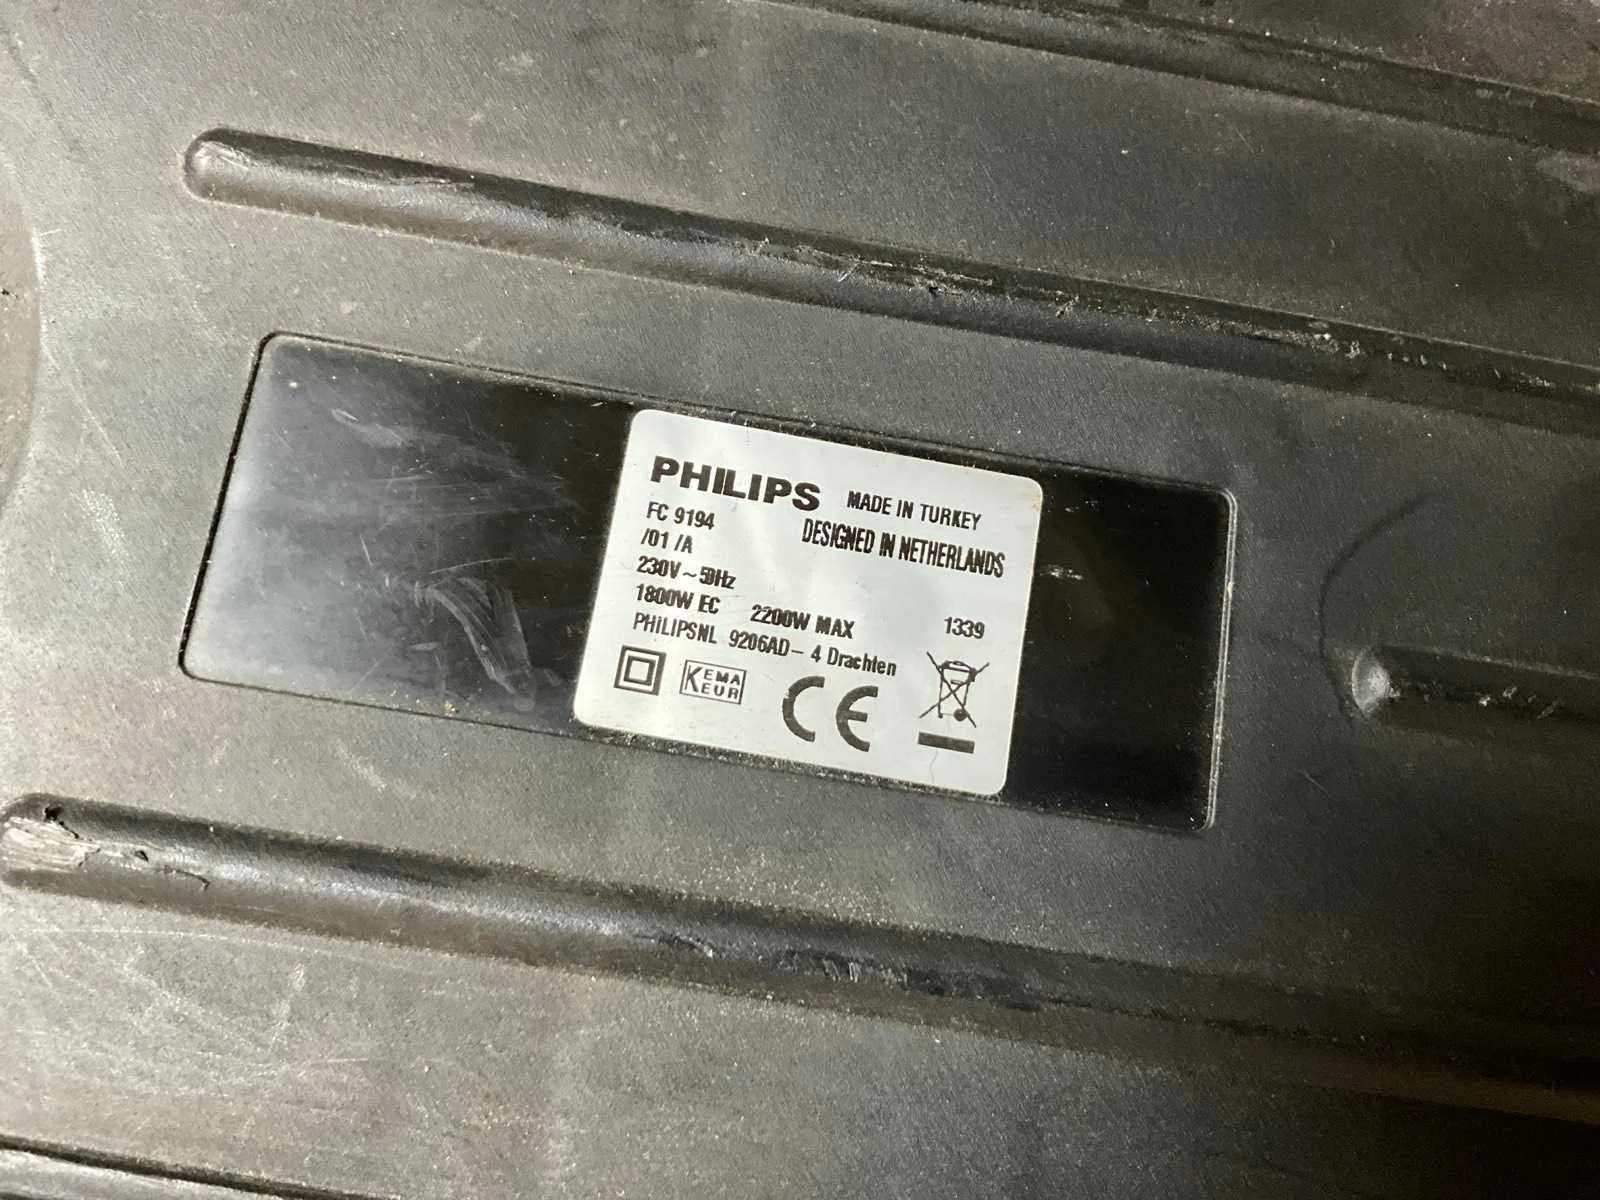 PHILIPS MADE IN TURKEY
FC 9194 DESIGNED IN NETHERLANDS
/01 /A
230V~50Hz
1800W EC 2200W MAX 1339
PHILIPSNL 9206AD-4 Drachten
KEMA
KEUR
CE